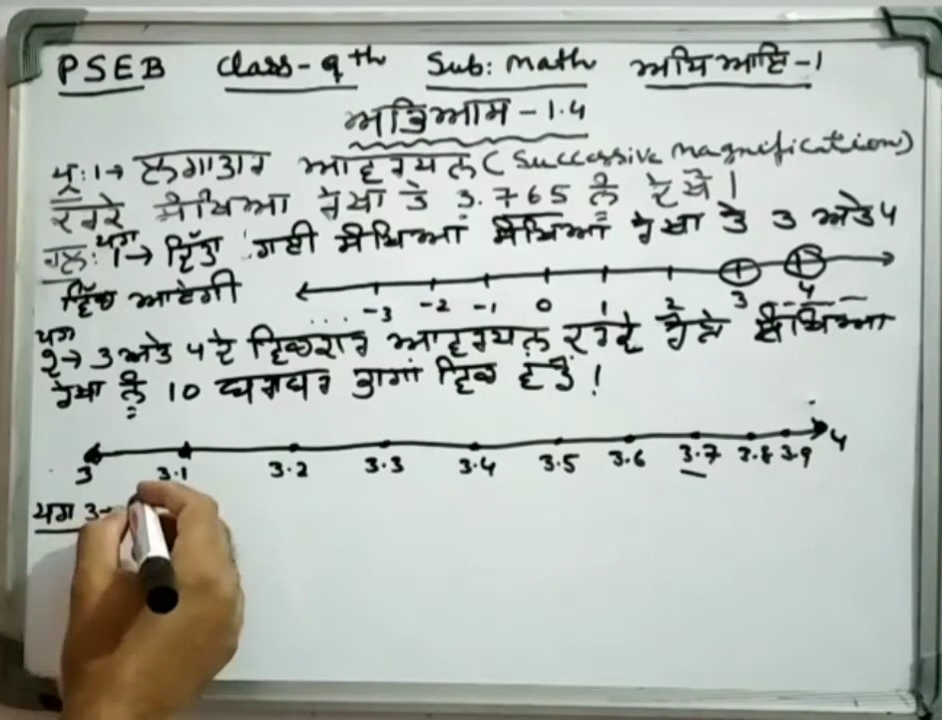 PSEB Class-9th Sub: Math ਅਧਿਆਇ-1
ਅਭਿਆਸ-1.4
ਪ੍ਰ:1→ ਲਗਾਤਾਰ ਆਵਰਧਨ (Successive Magnification)
ਕਰਕੇ ਸੰਖਿਆ ਰੇਖਾ ਤੇ 3.765 ਨੂੰ ਦੇਖੋ।
ਹਲ: ਪਗ 1→ ਦਿੱਤੀ ਗਈ ਸੰਖਿਆ ਸੰਖਿਆ ਰੇਖਾ ਤੇ 3 ਅਤੇ 4
ਵਿੱਚ ਆਵੇਗੀ
... -3 -2 -1 0 1 2 3 4
ਪਗ 2→ 3 ਅਤੇ 4 ਦੇ ਵਿਚਕਾਰ ਆਵਰਧਨ ਕਰਦੇ ਹੋਏ ਸੰਖਿਆ
ਰੇਖਾ ਨੂੰ 10 ਬਰਾਬਰ ਭਾਗਾਂ ਵਿਚ ਵੰਡੋ।
3 3.1 3.2 3.3 3.4 3.5 3.6 3.7 3.8 3.9 4
ਪਗ 3→